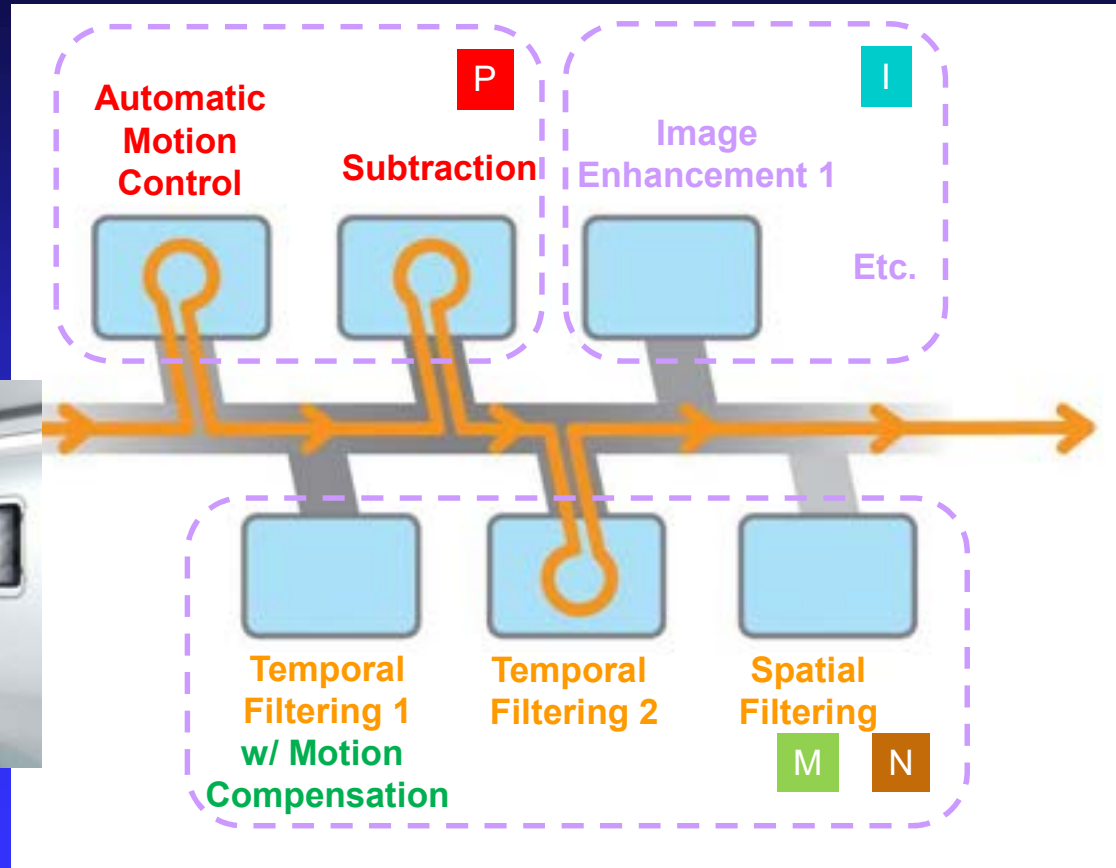 P
Automatic
Motion
Control
Subtraction
I
Image
Enhancement 1
Etc.
Temporal
Filtering 1
w/ Motion
Compensation
Temporal
Filtering 2
Spatial
Filtering
M
N